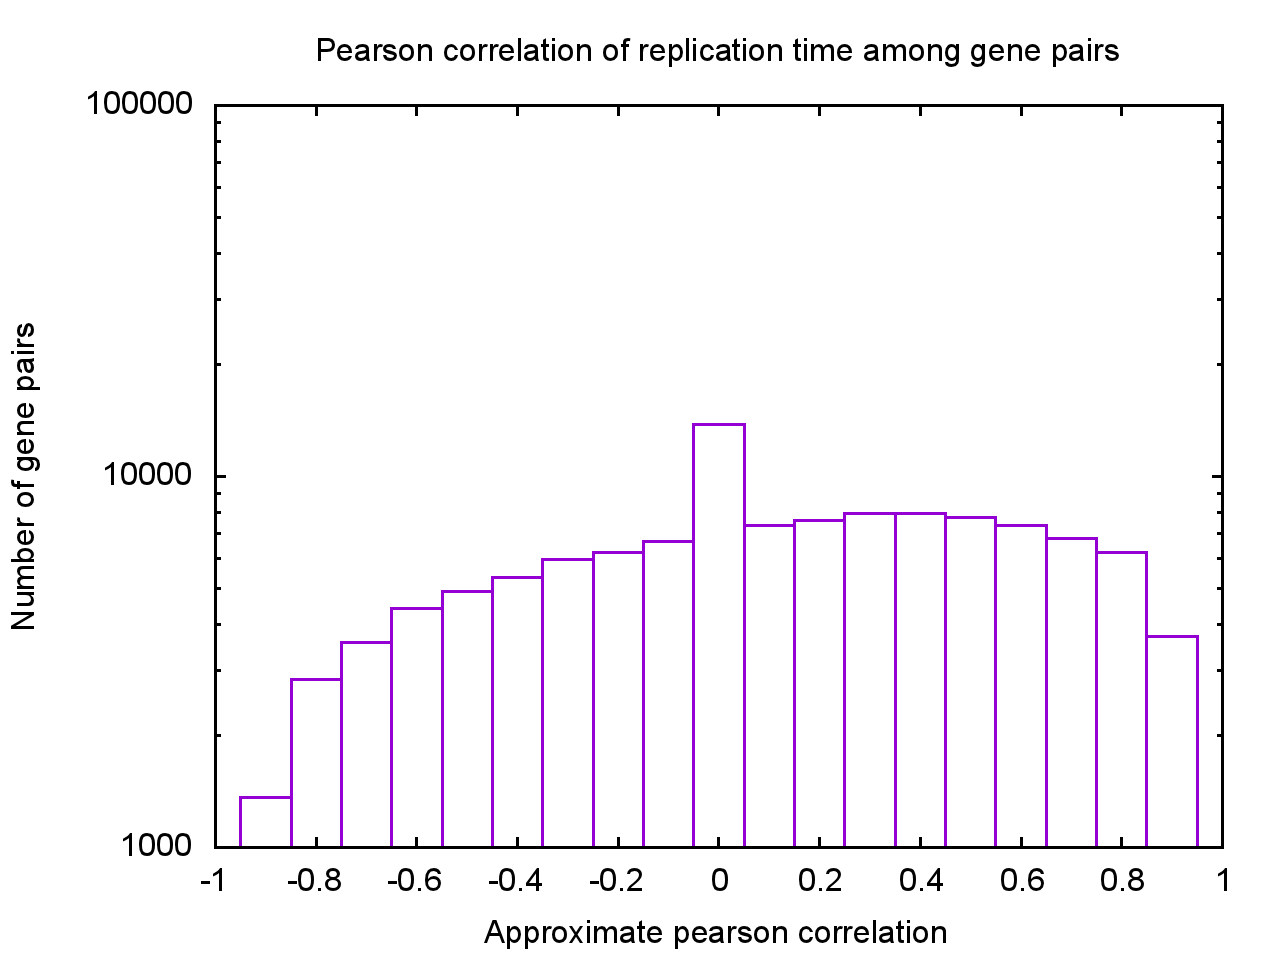 Pearson correlation of replication time among gene pairs
100000
10000
1000
Number of gene pairs
-1 -0.8 -0.6 -0.4 -0.2 0 0.2 0.4 0.6 0.8 1
Approximate pearson correlation